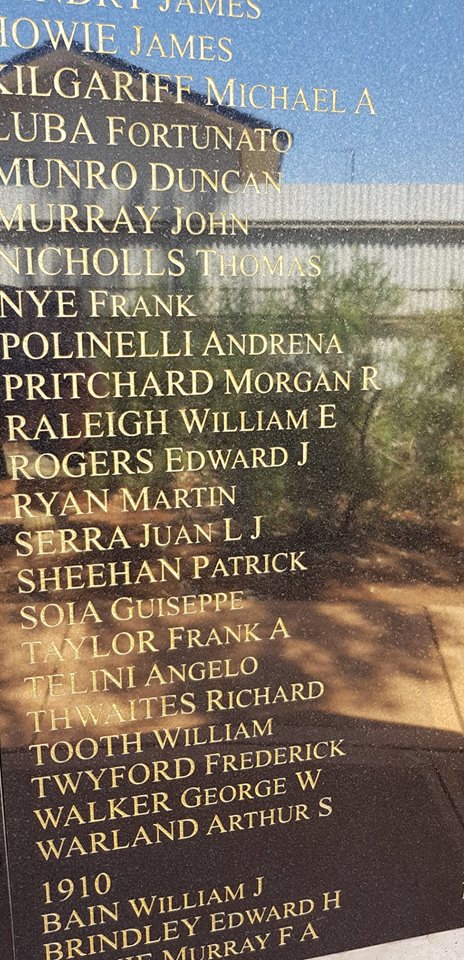 JAMES
HOWIE JAMES
KILGARIFF MICHAEL A
LUBA FORTUNATO
MUNRO DUNCAN
MURRAY JOHN
NICHOLLS THOMAS
NYE FRANK
POLINELLI ANDRENA
PRITCHARD MORGAN R
RALEIGH WILLIAM E
ROGERS EDWARD J
RYAN MARTIN
SERRA JUAN L J
SHEEHAN PATRICK
SOIA GUISEPPE
TAYLOR FRANK A
TELINI ANGELO
THWAITES RICHARD
TOOTH WILLIAM
TWYFORD FREDERICK
WALKER GEORGE W
WARLAND ARTHUR S
1910
BAIN WILLIAM J
BRINDLEY EDWARD H
MURRAY F A